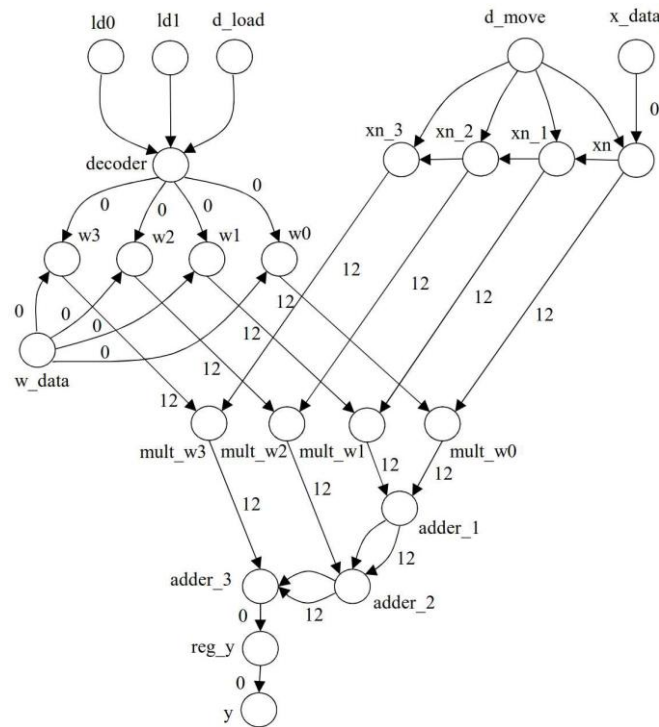 ld0 ld1 d_load d_move x_data
0
xn_3 xn_2 xn_1 xn
decoder
0 0 0 0
w3 w2 w1 w0
12 12 12 12
0 0 0 0
12 12 12 12
w_data
mult_w3 mult_w2 mult_w1 mult_w0
12 12 12 12
adder_1
12
adder_3 12 adder_2
0
reg_y
0
y